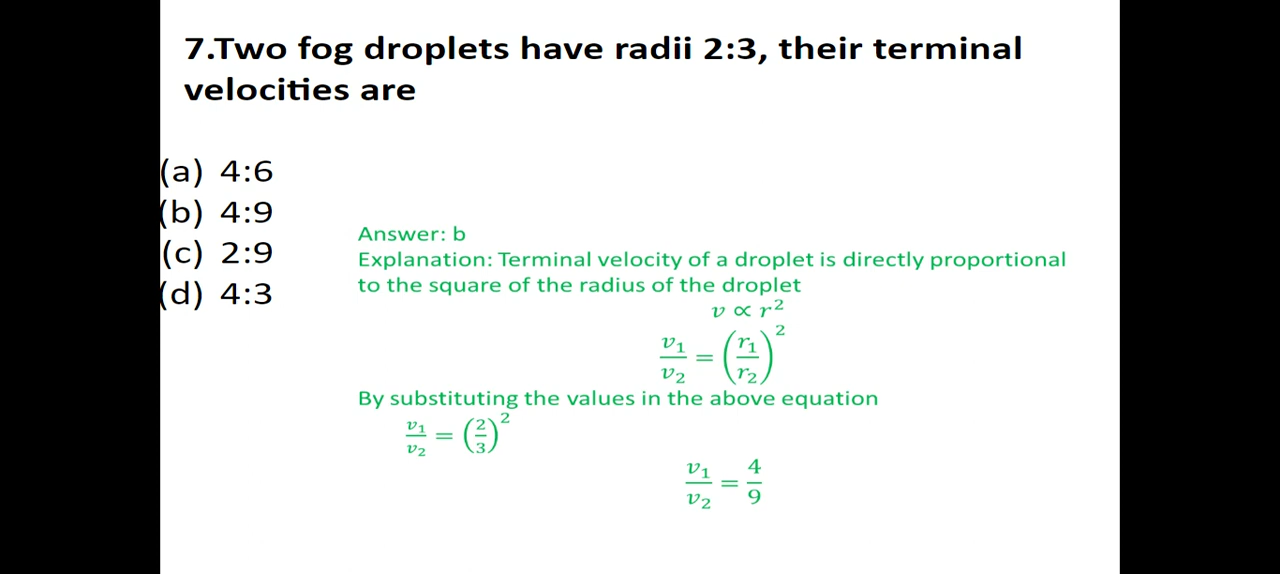 7.Two fog droplets have radii 2:3, their terminal
velocities are
(a) 4:6
(b) 4:9
(c) 2:9
(d) 4:3
Answer: b
Explanation: Terminal velocity of a droplet is directly proportional
to the square of the radius of the droplet
v ∝ r²
v₁/v₂ = (r₁/r₂)²
By substituting the values in the above equation
v₁/v₂ = (2/3)²
v₁/v₂ = 4/9